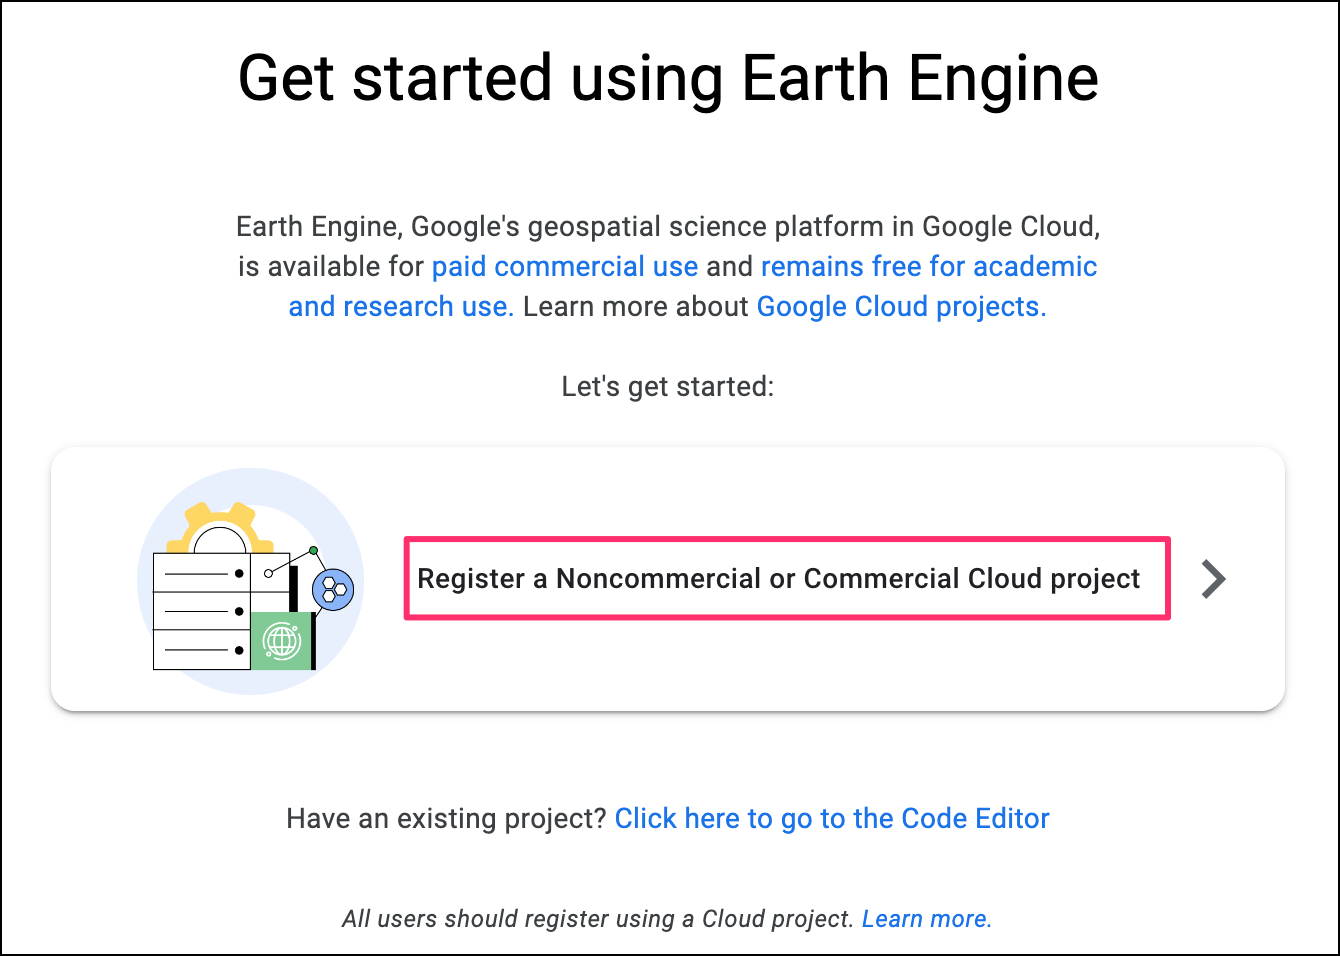 Get started using Earth Engine
Earth Engine, Google's geospatial science platform in Google Cloud,
is available for paid commercial use and remains free for academic
and research use. Learn more about Google Cloud projects.
Let's get started:
Register a Noncommercial or Commercial Cloud project
Have an existing project? Click here to go to the Code Editor
All users should register using a Cloud project. Learn more.